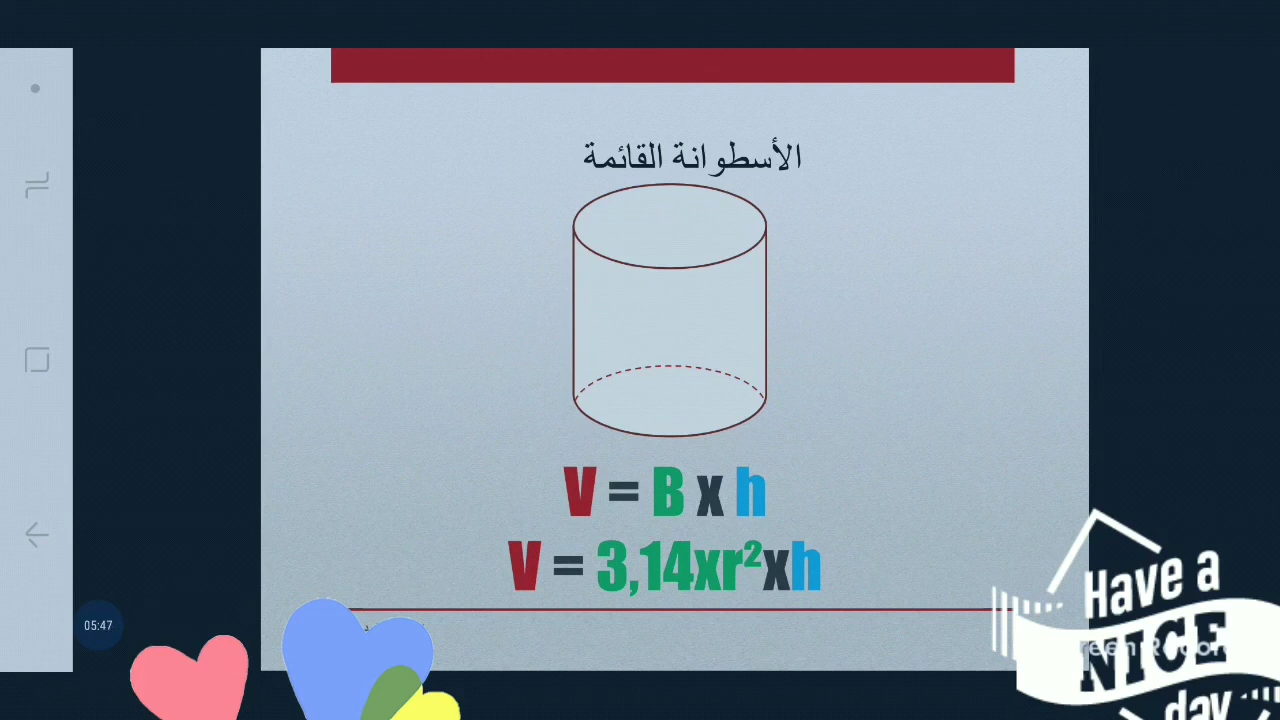 الأسطوانة القائمة
V = B x h
V = 3,14xr²xh
05:47
Have a
NICE
day